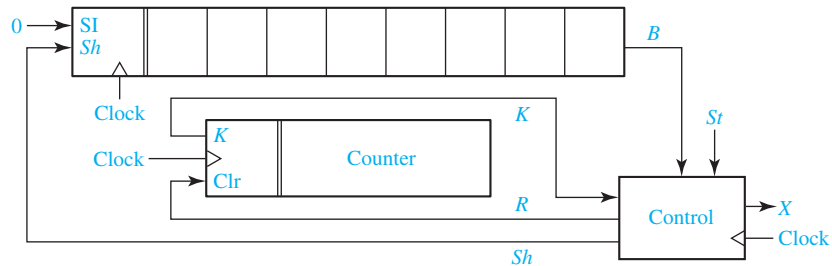 0
SI
Sh
B
Clock
K
K
St
Clock
Counter
Clr
R
Control
X
Clock
Sh